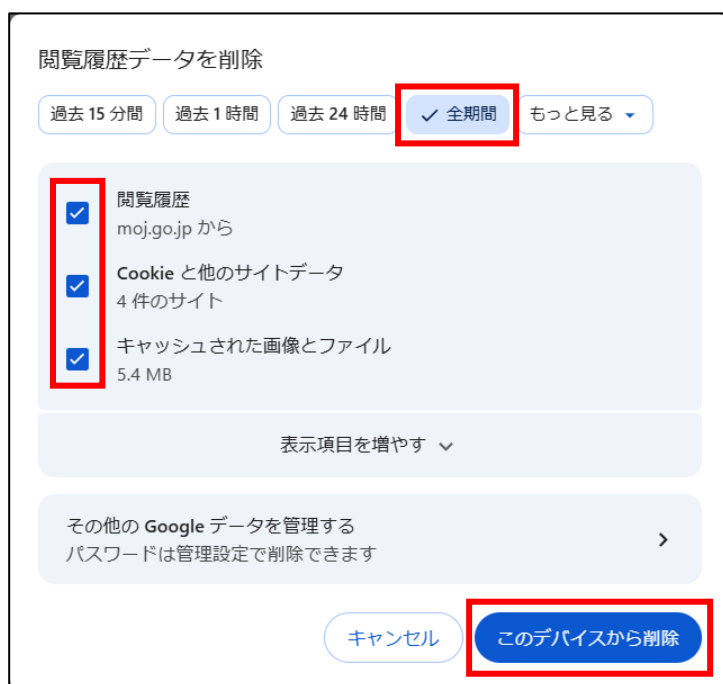 閲覧履歴データを削除
過去 15 分間 過去 1 時間 過去 24 時間 全期間 もっと見る
閲覧履歴
moj.go.jp から
Cookie と他のサイトデータ
4 件のサイト
キャッシュされた画像とファイル
5.4 MB
表示項目を増やす
その他の Google データを管理する
パスワードは管理設定で削除できます
キャンセル このデバイスから削除